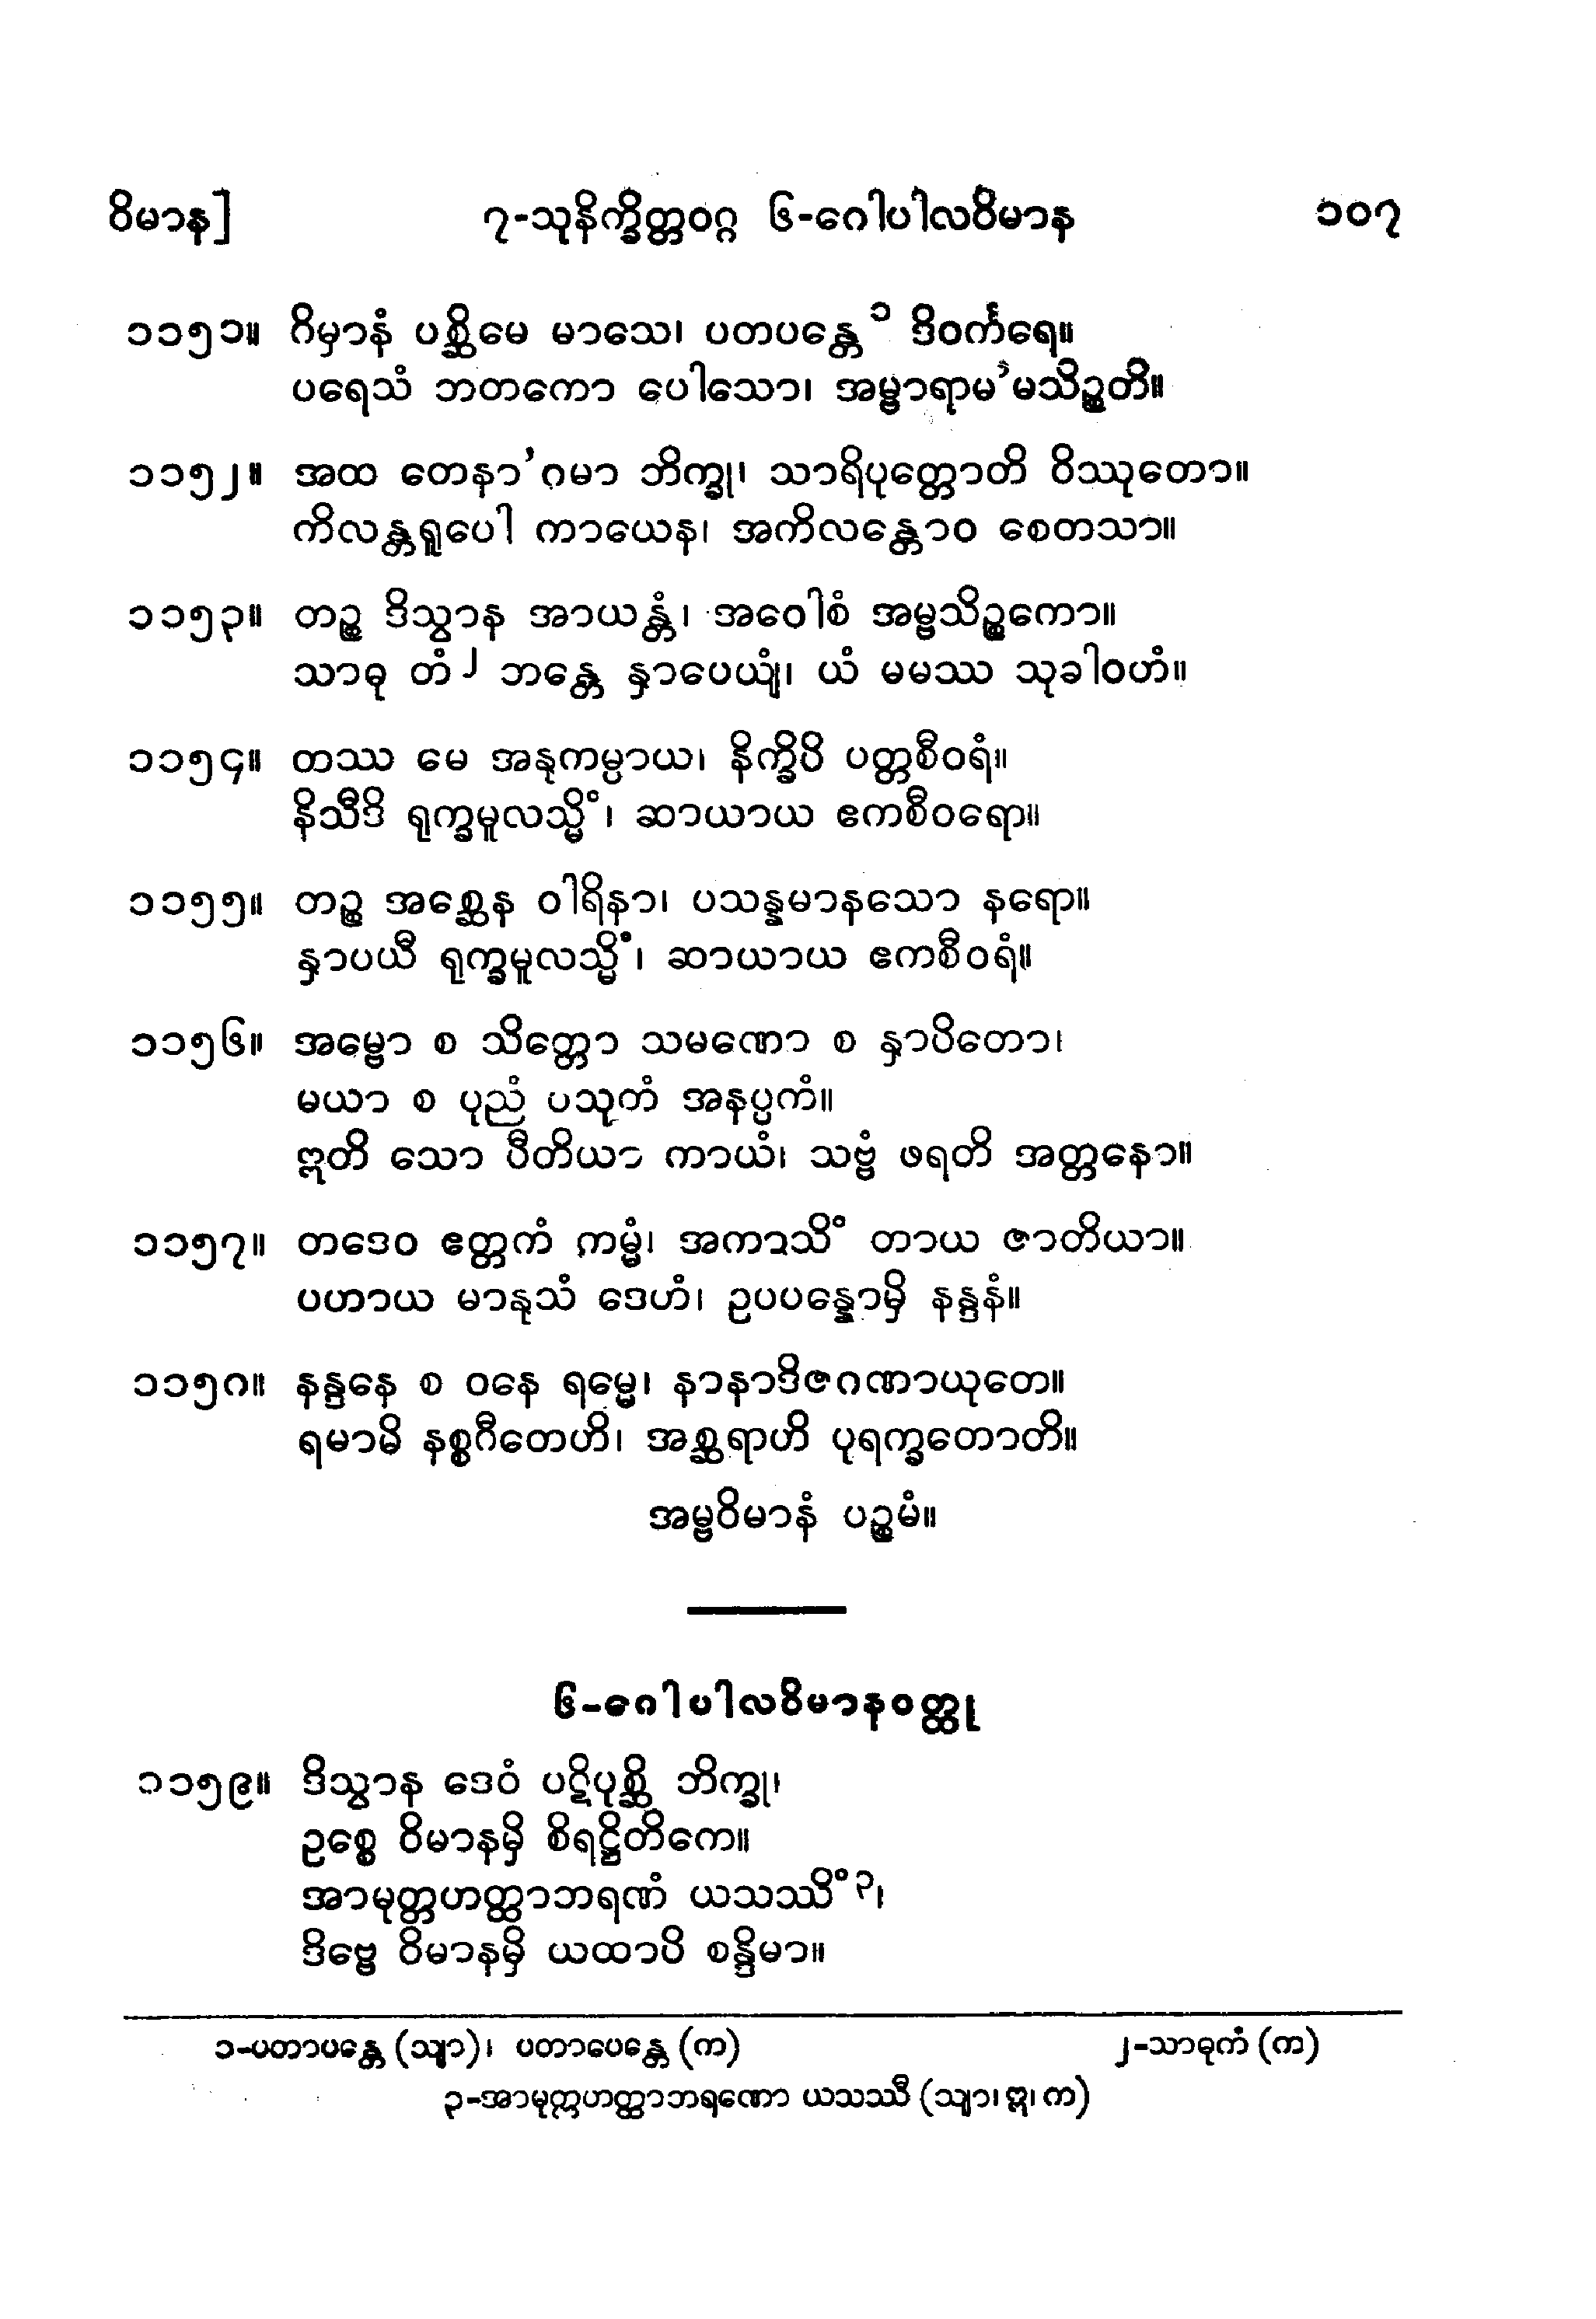 ဝိမာန] ၇-သုနိက္ခိတ္တဝဂ္ဂ ၆-ဂေါပါလဝိမာန ၁၀၇
၁၁၅၁။ ဂိမှာနံ ပစ္ဆိမေ မာသေ၊ ပတပန္တေ ၁ ဒိဝင်္ကရေ။
ပရေသံ ဘတကော ပေါသော၊ အမ္ဗာရာမ’မသိဉ္စတိ။
၁၁၅၂။ အထ တေနာ’ဂမာ ဘိက္ခု၊ သာရိပုတ္တောတိ ဝိဿုတော။
ကိလန္တရူပေါ ကာယေန၊ အကိလန္တောဝ စေတသာ။
၁၁၅၃။ တဉ္စ ဒိသွာန အာယန္တံ၊ အဝေါစံ အမ္ဗသိဉ္စကော။
သာဓု တံ ၂ ဘန္တေ နှာပေယျံ၊ ယံ မမဿ သုခါဝဟံ။
၁၁၅၄။ တဿ မေ အနုကမ္ပာယ၊ နိက္ခိပိ ပတ္တစီဝရံ။
နိသီဒိ ရုက္ခမူလသ္မိံ၊ ဆာယာယ ဧကစီဝရော။
၁၁၅၅။ တဉ္စ အစ္ဆေန ဝါရိနာ၊ ပသန္နမာနသော နရော။
နှာပယီ ရုက္ခမူလသ္မိံ၊ ဆာယာယ ဧကစီဝရံ။
၁၁၅၆။ အမ္ဗော စ သိတ္တော သမဏော စ နှာပိတော၊
မယာ စ ပုညံ ပသုတံ အနပ္ပကံ။
ဣတိ သော ပီတိယာ ကာယံ၊ သဗ္ဗံ ဖရတိ အတ္တနော။
၁၁၅၇။ တဒေဝ ဧတ္တကံ ကမ္မံ၊ အကာသိံ တာယ ဇာတိယာ။
ပဟာယ မာနုသံ ဒေဟံ၊ ဥပပန္နောမှိ နန္ဒနံ။
၁၁၅၈။ နန္ဒနေ စ ဝနေ ရမ္မေ၊ နာနာဒိဇဂဏာယုတေ။
ရမာမိ နစ္စဂီတေဟိ၊ အစ္ဆရာဟိ ပုရက္ခတောတိ။
အမ္ဗဝိမာနံ ပဉ္စမံ။
၆-ဂေါပါလဝိမာနဝတ္ထု
၁၁၅၉။ ဒိသွာန ဒေဝံ ပဋိပုစ္ဆိ ဘိက္ခု၊
ဥစ္စေ ဝိမာနမှိ စိရဋ္ဌိတိကေ။
အာမုတ္တဟတ္ထာဘရဏံ ယသဿိံ ၃၊
ဒိဗ္ဗေ ဝိမာနမှိ ယထာပိ စန္ဒိမာ။
၁-ပတာပန္တေ (သျာ)၊ ပတာပေန္တေ (က) ၂-သာဓုကံ (က)
၃-အာမုက္ကဟတ္ထာဘရဏော ယသဿီ (သျာ၊ ဣ၊ က)